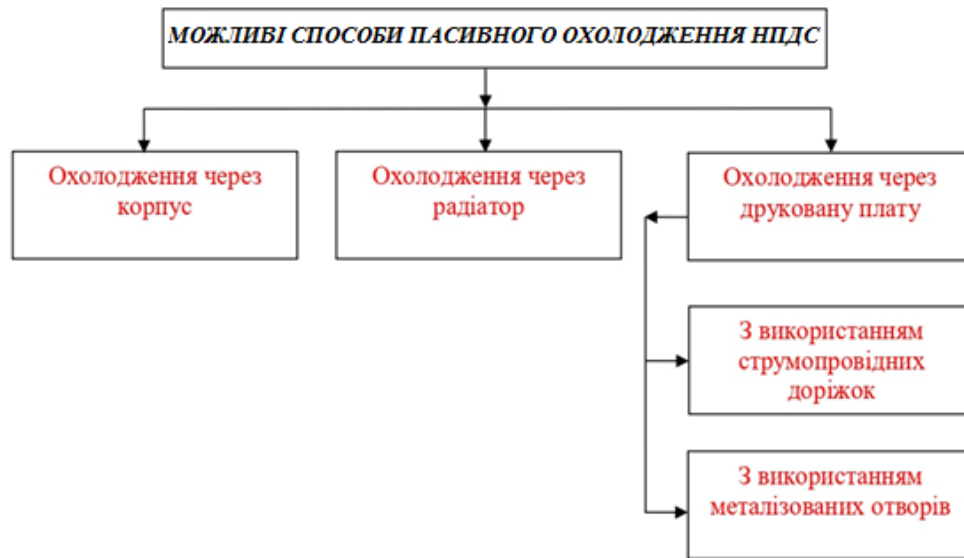 МОЖЛИВІ СПОСОБИ ПАСИВНОГО ОХОЛОДЖЕННЯ НПДС
Охолодження через
корпус
Охолодження через
радіатор
Охолодження через
друковану плату
З використанням
струмопровідних
доріжок
З використанням
металізованих отворів